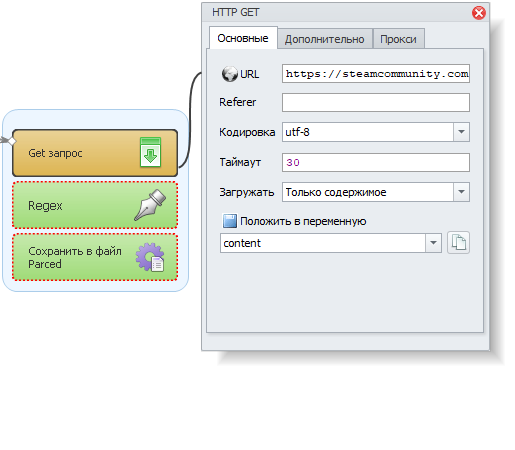 HTTP GET
Основные
Дополнительно
Прокси
URL
https://steamcommunity.com
Referer
Кодировка
utf-8
Таймаут
30
Загружать
Только содержимое
Положить в переменную
content
Get запрос
Regex
Сохранить в файл
Parced